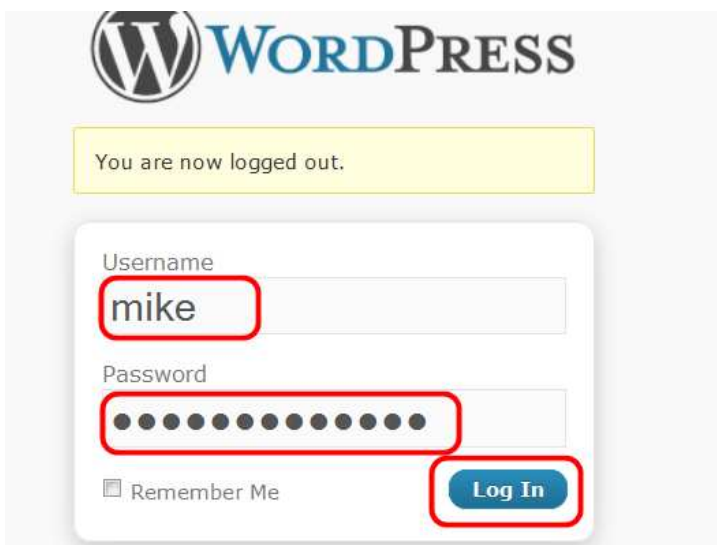 WORDPRESS
You are now logged out.
Username
mike
Password
●●●●●●●●●●●●●
Remember Me
Log In